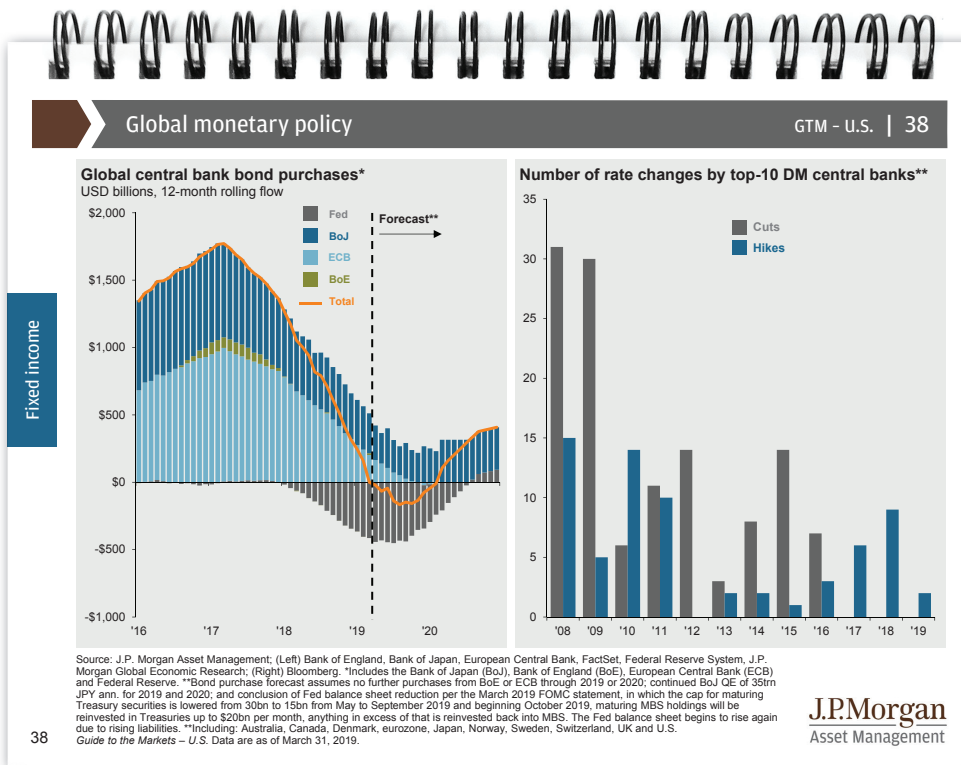 Global monetary policy
GTM – U.S. | 38
Fixed income
Global central bank bond purchases*
USD billions, 12-month rolling flow
$2,000
$1,500
$1,000
$500
$0
-$500
-$1,000
'16
'17
'18
'19
'20
Fed
BoJ
ECB
BoE
Total
Forecast**
Number of rate changes by top-10 DM central banks**
35
30
25
20
15
10
5
0
'08
'09
'10
'11
'12
'13
'14
'15
'16
'17
'18
'19
Cuts
Hikes
Source: J.P. Morgan Asset Management; (Left) Bank of England, Bank of Japan, European Central Bank, FactSet, Federal Reserve System, J.P.
Morgan Global Economic Research; (Right) Bloomberg. *Includes the Bank of Japan (BoJ), Bank of England (BoE), European Central Bank (ECB)
and Federal Reserve. **Bond purchase forecast assumes no further purchases from BoE or ECB through 2019 or 2020; continued BoJ QE of 35trn
JPY ann. for 2019 and 2020; and conclusion of Fed balance sheet reduction per the March 2019 FOMC statement, in which the cap for maturing
Treasury securities is lowered from 30bn to 15bn from May to September 2019 and beginning October 2019, maturing MBS holdings will be
reinvested in Treasuries up to $20bn per month, anything in excess of that is reinvested back into MBS. The Fed balance sheet begins to rise again
due to rising liabilities. **Including: Australia, Canada, Denmark, eurozone, Japan, Norway, Sweden, Switzerland, UK and U.S.
Guide to the Markets – U.S. Data are as of March 31, 2019.
38
J.P.Morgan
Asset Management